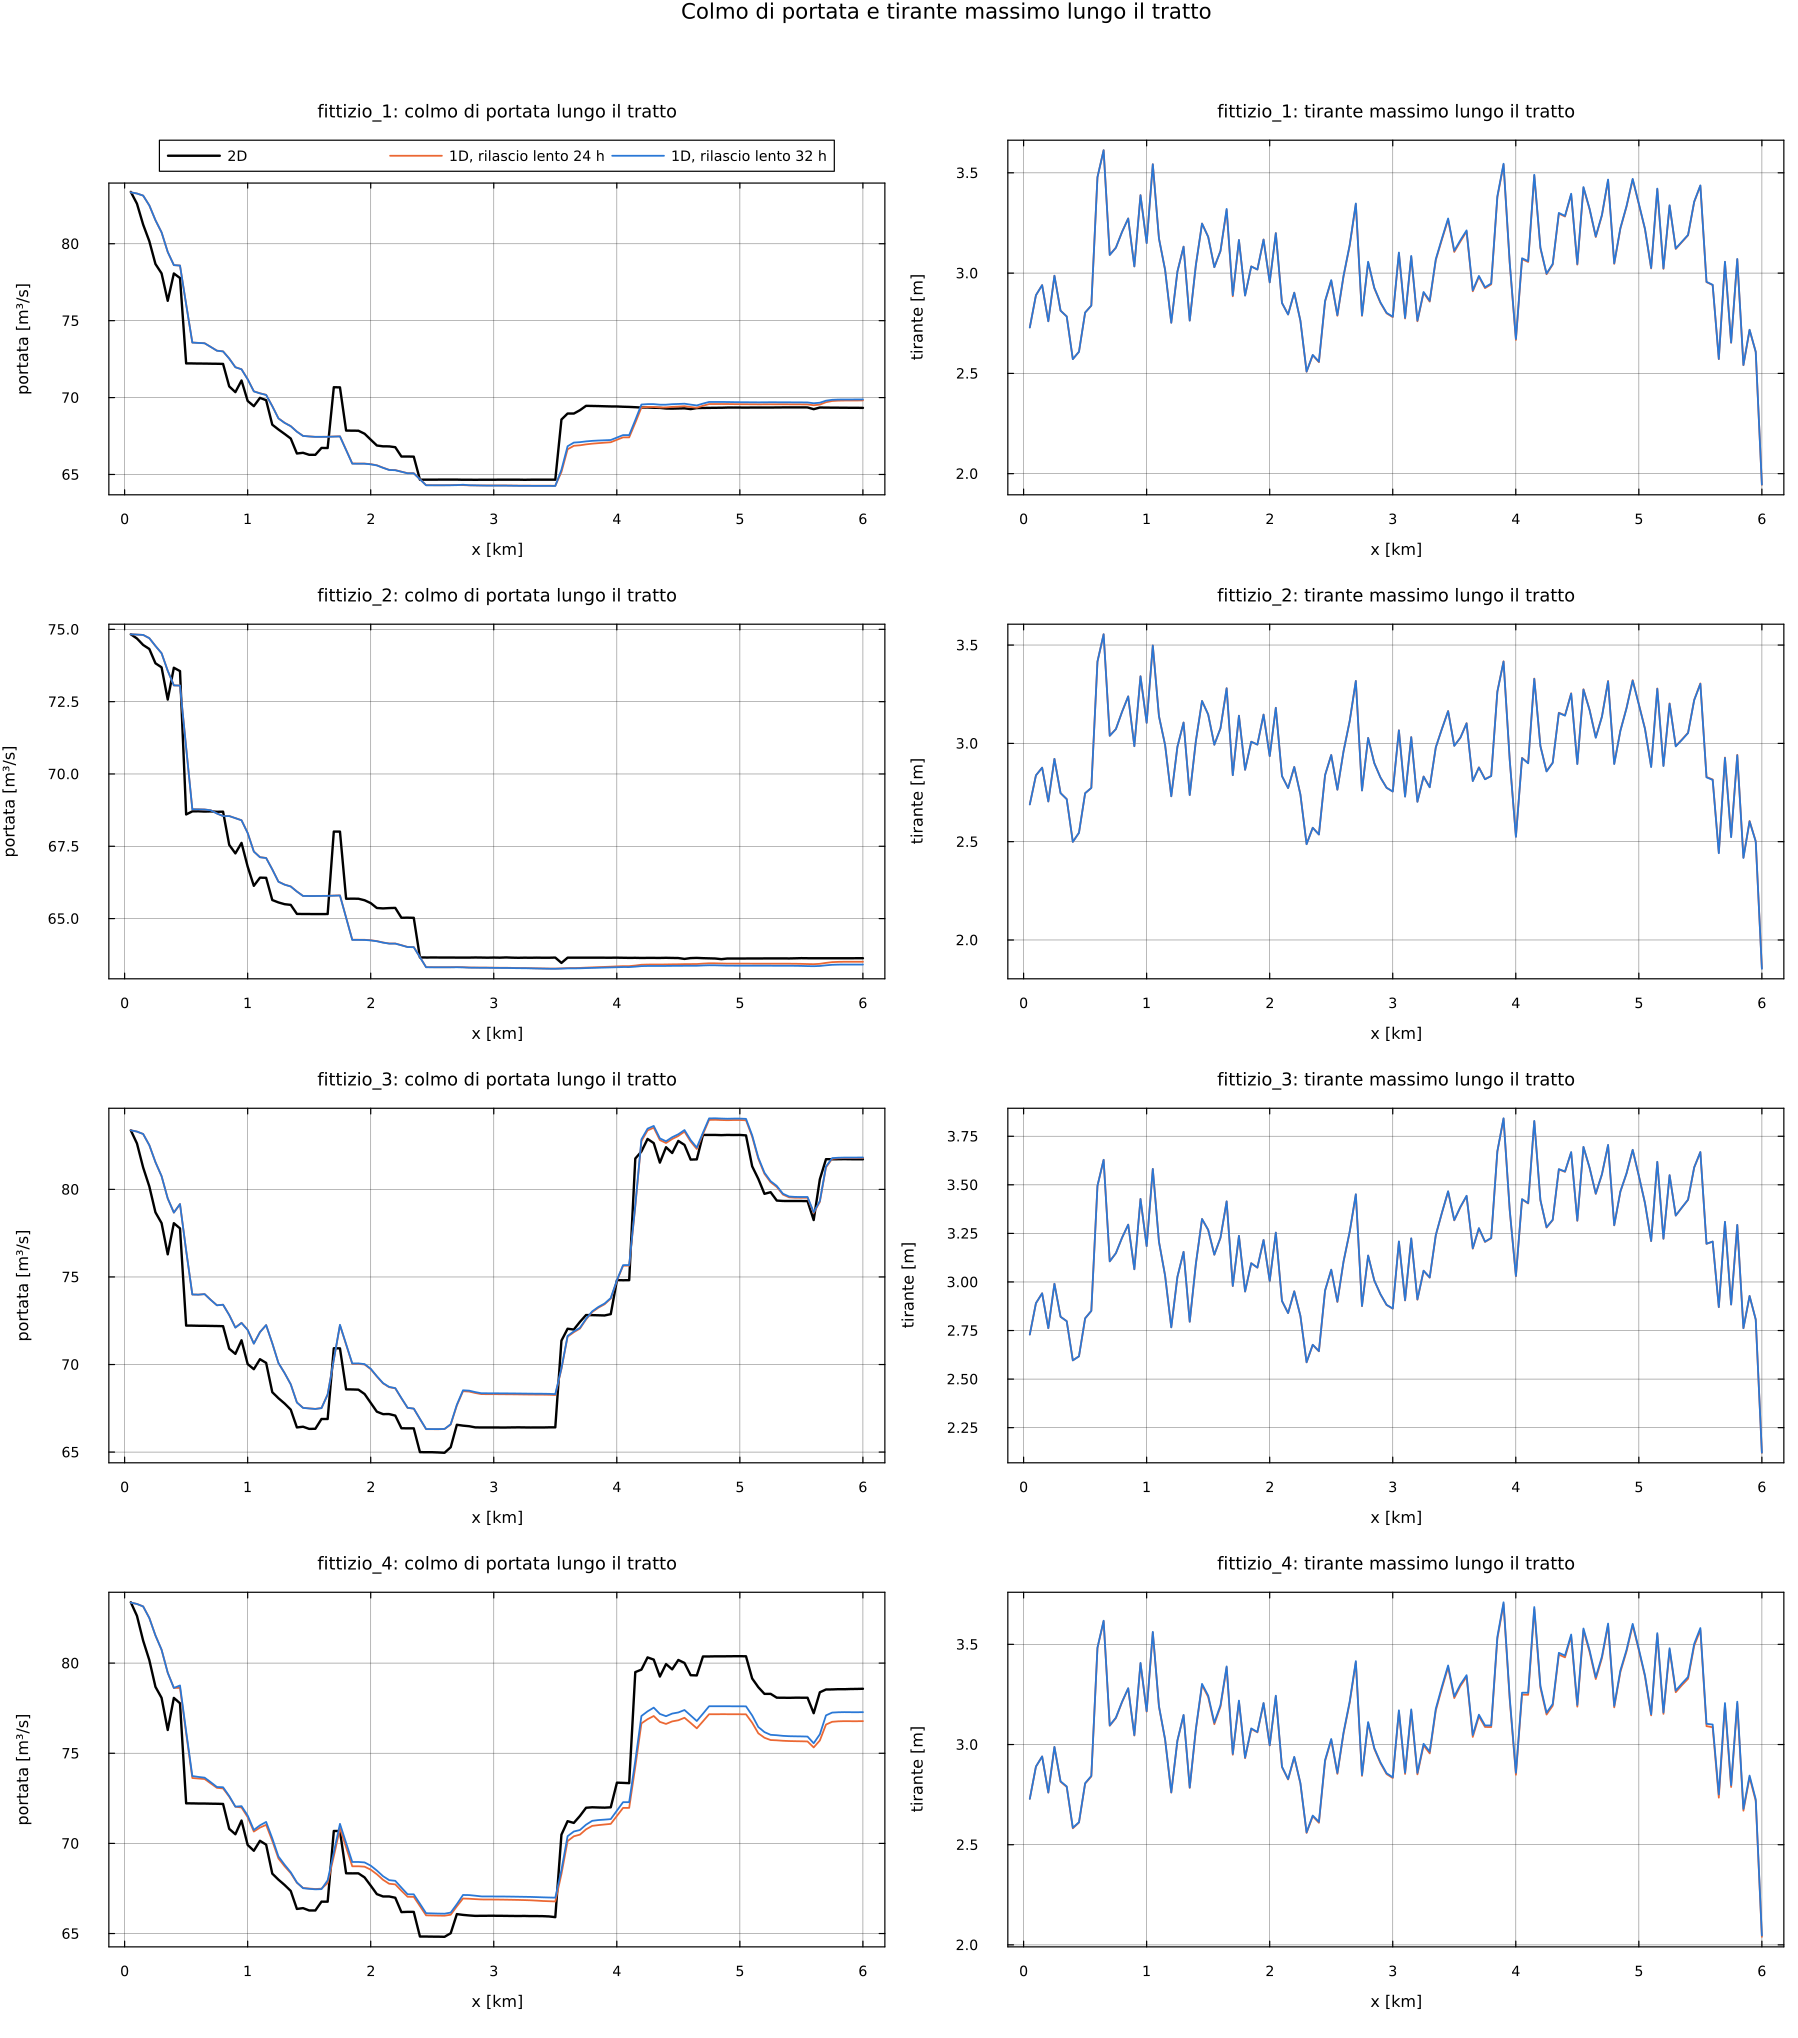 Colmo di portata e tirante massimo lungo il tratto
fittizio_1: colmo di portata lungo il tratto
2D
1D, rilascio lento 24 h
1D, rilascio lento 32 h
portata [m³/s]
80
75
70
65
0 1 2 3 4 5 6
x [km]
fittizio_1: tirante massimo lungo il tratto
tirante [m]
3.5
3.0
2.5
2.0
0 1 2 3 4 5 6
x [km]
fittizio_2: colmo di portata lungo il tratto
portata [m³/s]
75.0
72.5
70.0
67.5
65.0
0 1 2 3 4 5 6
x [km]
fittizio_2: tirante massimo lungo il tratto
tirante [m]
3.5
3.0
2.5
2.0
0 1 2 3 4 5 6
x [km]
fittizio_3: colmo di portata lungo il tratto
portata [m³/s]
80
75
70
65
0 1 2 3 4 5 6
x [km]
fittizio_3: tirante massimo lungo il tratto
tirante [m]
3.75
3.50
3.25
3.00
2.75
2.50
2.25
0 1 2 3 4 5 6
x [km]
fittizio_4: colmo di portata lungo il tratto
portata [m³/s]
80
75
70
65
0 1 2 3 4 5 6
x [km]
fittizio_4: tirante massimo lungo il tratto
tirante [m]
3.5
3.0
2.5
2.0
0 1 2 3 4 5 6
x [km]